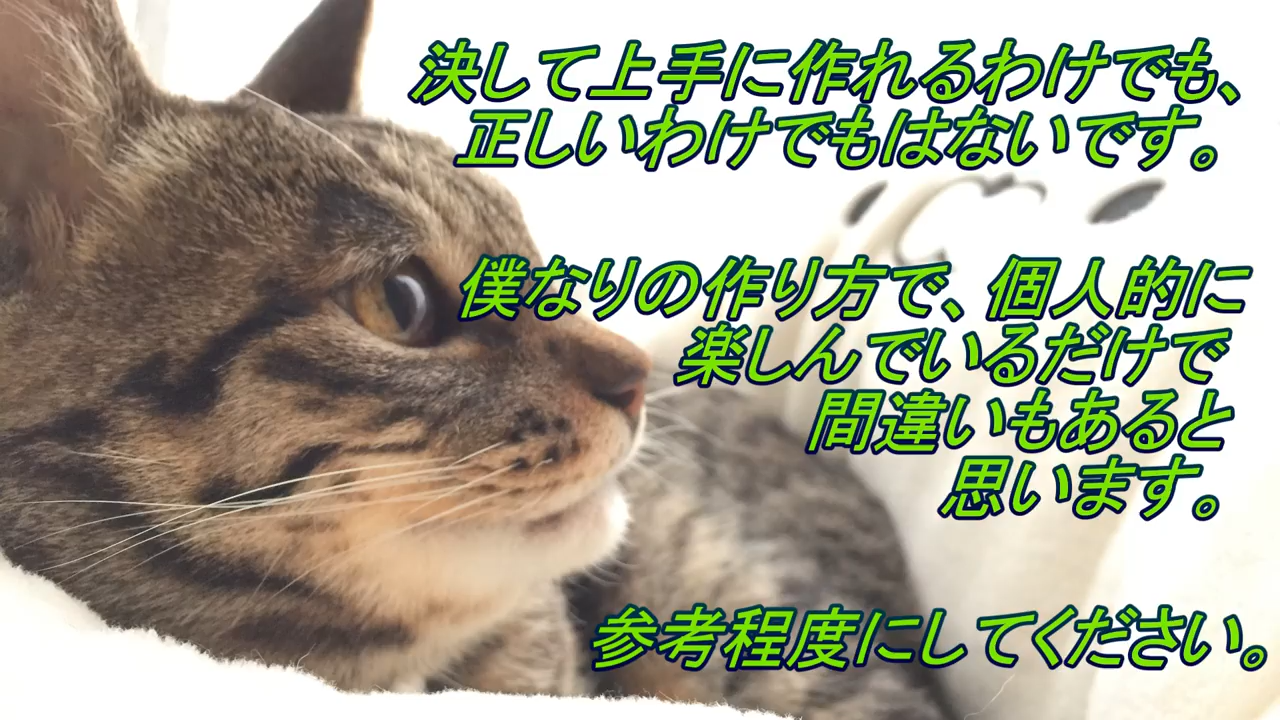 決して上手に作れるわけでも、
正しいわけでもはないです。
僕なりの作り方で、個人的に
楽しんでいるだけで
間違いもあると
思います。
参考程度にしてください。